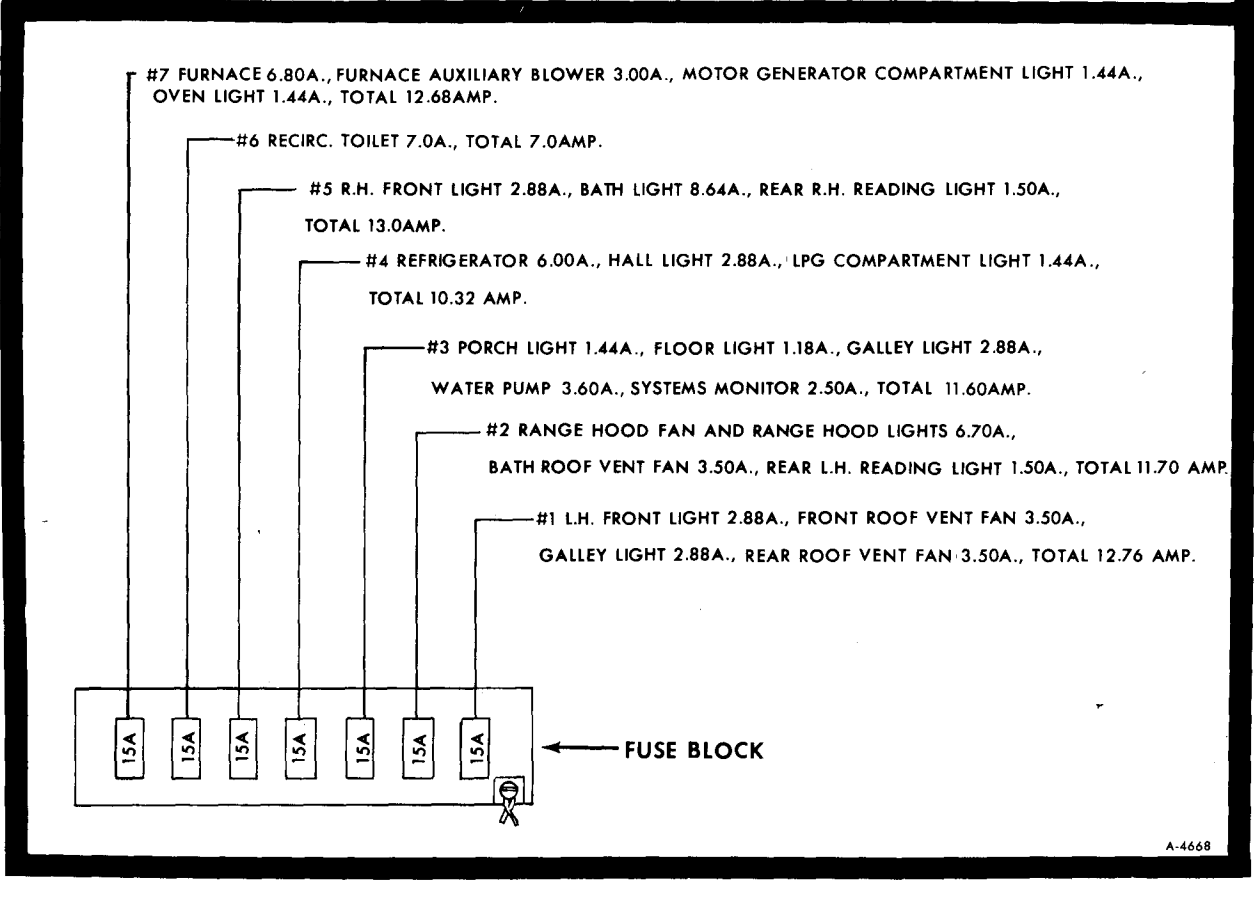 #7 FURNACE 6.80A., FURNACE AUXILIARY BLOWER 3.00A., MOTOR GENERATOR COMPARTMENT LIGHT 1.44A.,
OVEN LIGHT 1.44A., TOTAL 12.68AMP.
#6 RECIRC. TOILET 7.0A., TOTAL 7.0AMP.
#5 R.H. FRONT LIGHT 2.88A., BATH LIGHT 8.64A., REAR R.H. READING LIGHT 1.50A.,
TOTAL 13.0AMP.
#4 REFRIGERATOR 6.00A., HALL LIGHT 2.88A., LPG COMPARTMENT LIGHT 1.44A.,
TOTAL 10.32 AMP.
#3 PORCH LIGHT 1.44A., FLOOR LIGHT 1.18A., GALLEY LIGHT 2.88A.,
WATER PUMP 3.60A., SYSTEMS MONITOR 2.50A., TOTAL 11.60AMP.
#2 RANGE HOOD FAN AND RANGE HOOD LIGHTS 6.70A.,
BATH ROOF VENT FAN 3.50A., REAR L.H. READING LIGHT 1.50A., TOTAL 11.70 AMP.
#1 L.H. FRONT LIGHT 2.88A., FRONT ROOF VENT FAN 3.50A.,
GALLEY LIGHT 2.88A., REAR ROOF VENT FAN 3.50A., TOTAL 12.76 AMP.
15A
15A
15A
15A
15A
15A
15A
FUSE BLOCK
A-4668